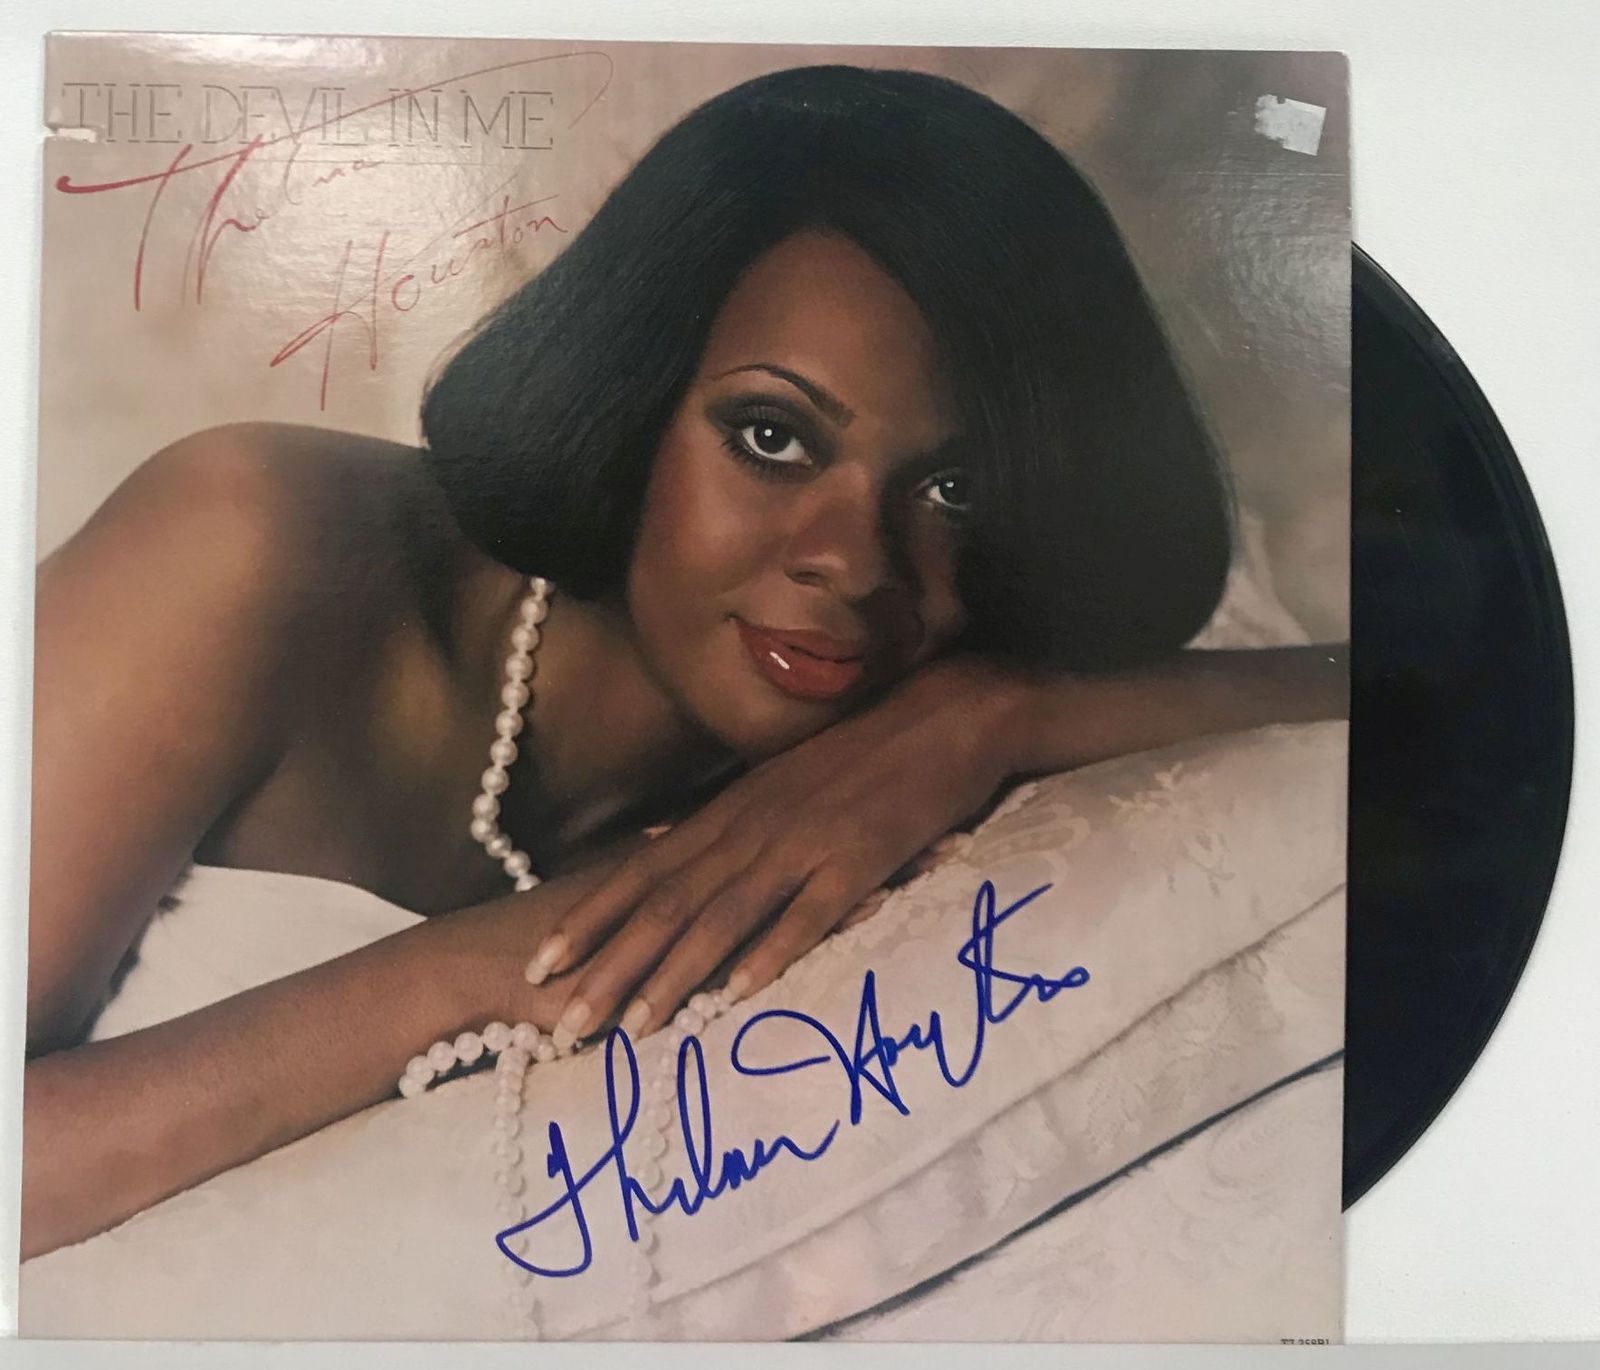 THE DEVIL IN ME
Thelma
Houston
Thelma Houston